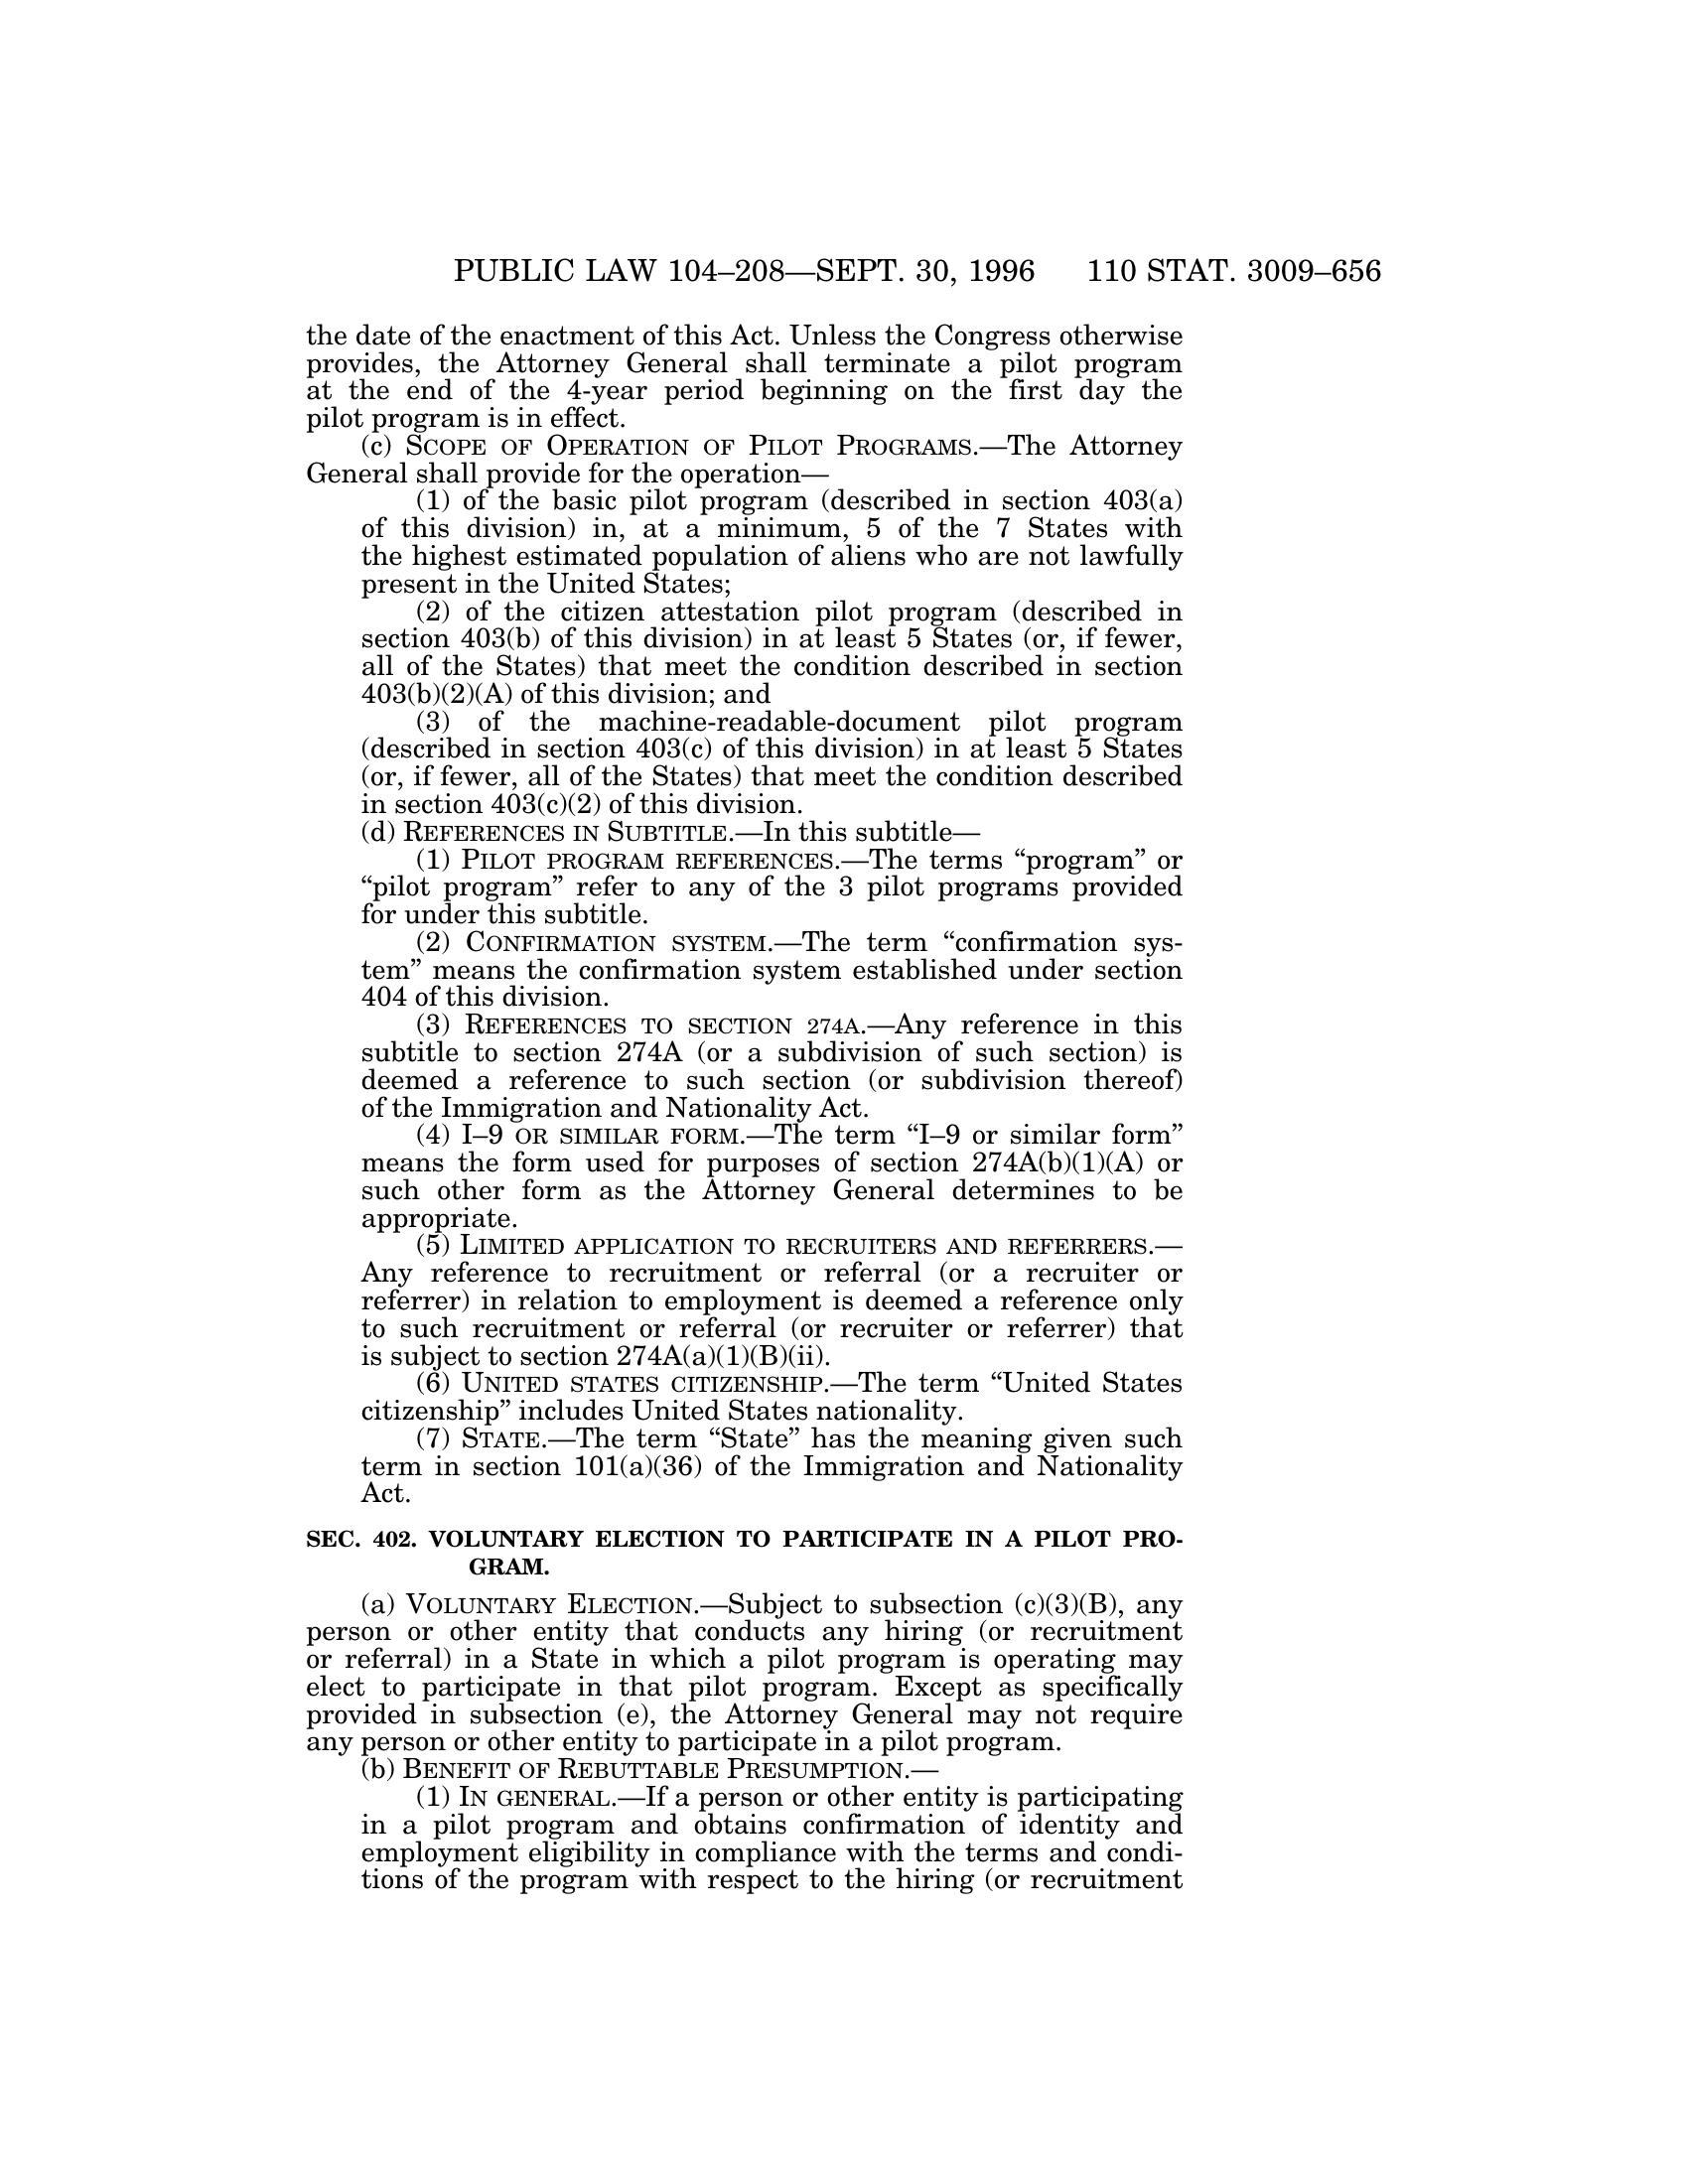 PUBLIC LAW 104–208—SEPT. 30, 1996 110 STAT. 3009–656
the date of the enactment of this Act. Unless the Congress otherwise
provides, the Attorney General shall terminate a pilot program
at the end of the 4-year period beginning on the first day the
pilot program is in effect.
(c) SCOPE OF OPERATION OF PILOT PROGRAMS.—The Attorney
General shall provide for the operation—
(1) of the basic pilot program (described in section 403(a)
of this division) in, at a minimum, 5 of the 7 States with
the highest estimated population of aliens who are not lawfully
present in the United States;
(2) of the citizen attestation pilot program (described in
section 403(b) of this division) in at least 5 States (or, if fewer,
all of the States) that meet the condition described in section
403(b)(2)(A) of this division; and
(3) of the machine-readable-document pilot program
(described in section 403(c) of this division) in at least 5 States
(or, if fewer, all of the States) that meet the condition described
in section 403(c)(2) of this division.
(d) REFERENCES IN SUBTITLE.—In this subtitle—
(1) PILOT PROGRAM REFERENCES.—The terms “program” or
“pilot program” refer to any of the 3 pilot programs provided
for under this subtitle.
(2) CONFIRMATION SYSTEM.—The term “confirmation sys-
tem” means the confirmation system established under section
404 of this division.
(3) REFERENCES TO SECTION 274A.—Any reference in this
subtitle to section 274A (or a subdivision of such section) is
deemed a reference to such section (or subdivision thereof)
of the Immigration and Nationality Act.
(4) I–9 OR SIMILAR FORM.—The term “I–9 or similar form”
means the form used for purposes of section 274A(b)(1)(A) or
such other form as the Attorney General determines to be
appropriate.
(5) LIMITED APPLICATION TO RECRUITERS AND REFERRERS.—
Any reference to recruitment or referral (or a recruiter or
referrer) in relation to employment is deemed a reference only
to such recruitment or referral (or recruiter or referrer) that
is subject to section 274A(a)(1)(B)(ii).
(6) UNITED STATES CITIZENSHIP.—The term “United States
citizenship” includes United States nationality.
(7) STATE.—The term “State” has the meaning given such
term in section 101(a)(36) of the Immigration and Nationality
Act.
SEC. 402. VOLUNTARY ELECTION TO PARTICIPATE IN A PILOT PRO-
GRAM.
(a) VOLUNTARY ELECTION.—Subject to subsection (c)(3)(B), any
person or other entity that conducts any hiring (or recruitment
or referral) in a State in which a pilot program is operating may
elect to participate in that pilot program. Except as specifically
provided in subsection (e), the Attorney General may not require
any person or other entity to participate in a pilot program.
(b) BENEFIT OF REBUTTABLE PRESUMPTION.—
(1) IN GENERAL.—If a person or other entity is participating
in a pilot program and obtains confirmation of identity and
employment eligibility in compliance with the terms and condi-
tions of the program with respect to the hiring (or recruitment